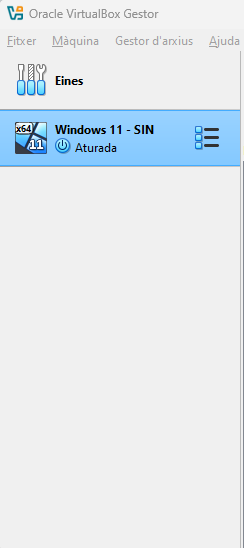 Oracle VirtualBox Gestor
Fitxer Màquina Gestor d'arxius Ajuda
Eines
x64 11 Windows 11 - SIN
Aturada